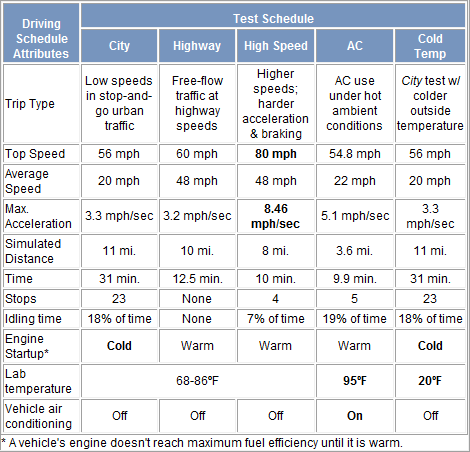 Driving Schedule Attributes Test Schedule
City Highway High Speed AC Cold Temp
Trip Type Low speeds in stop-and-go urban traffic Free-flow traffic at highway speeds Higher speeds; harder acceleration & braking AC use under hot ambient conditions City test w/ colder outside temperature
Top Speed 56 mph 60 mph 80 mph 54.8 mph 56 mph
Average Speed 20 mph 48 mph 48 mph 22 mph 20 mph
Max. Acceleration 3.3 mph/sec 3.2 mph/sec 8.46 mph/sec 5.1 mph/sec 3.3 mph/sec
Simulated Distance 11 mi. 10 mi. 8 mi. 3.6 mi. 11 mi.
Time 31 min. 12.5 min. 10 min. 9.9 min. 31 min.
Stops 23 None 4 5 23
Idling time 18% of time None 7% of time 19% of time 18% of time
Engine Startup* Cold Warm Warm Warm Cold
Lab temperature 68-86ºF 95ºF 20ºF
Vehicle air conditioning Off Off Off On Off
* A vehicle's engine doesn't reach maximum fuel efficiency until it is warm.